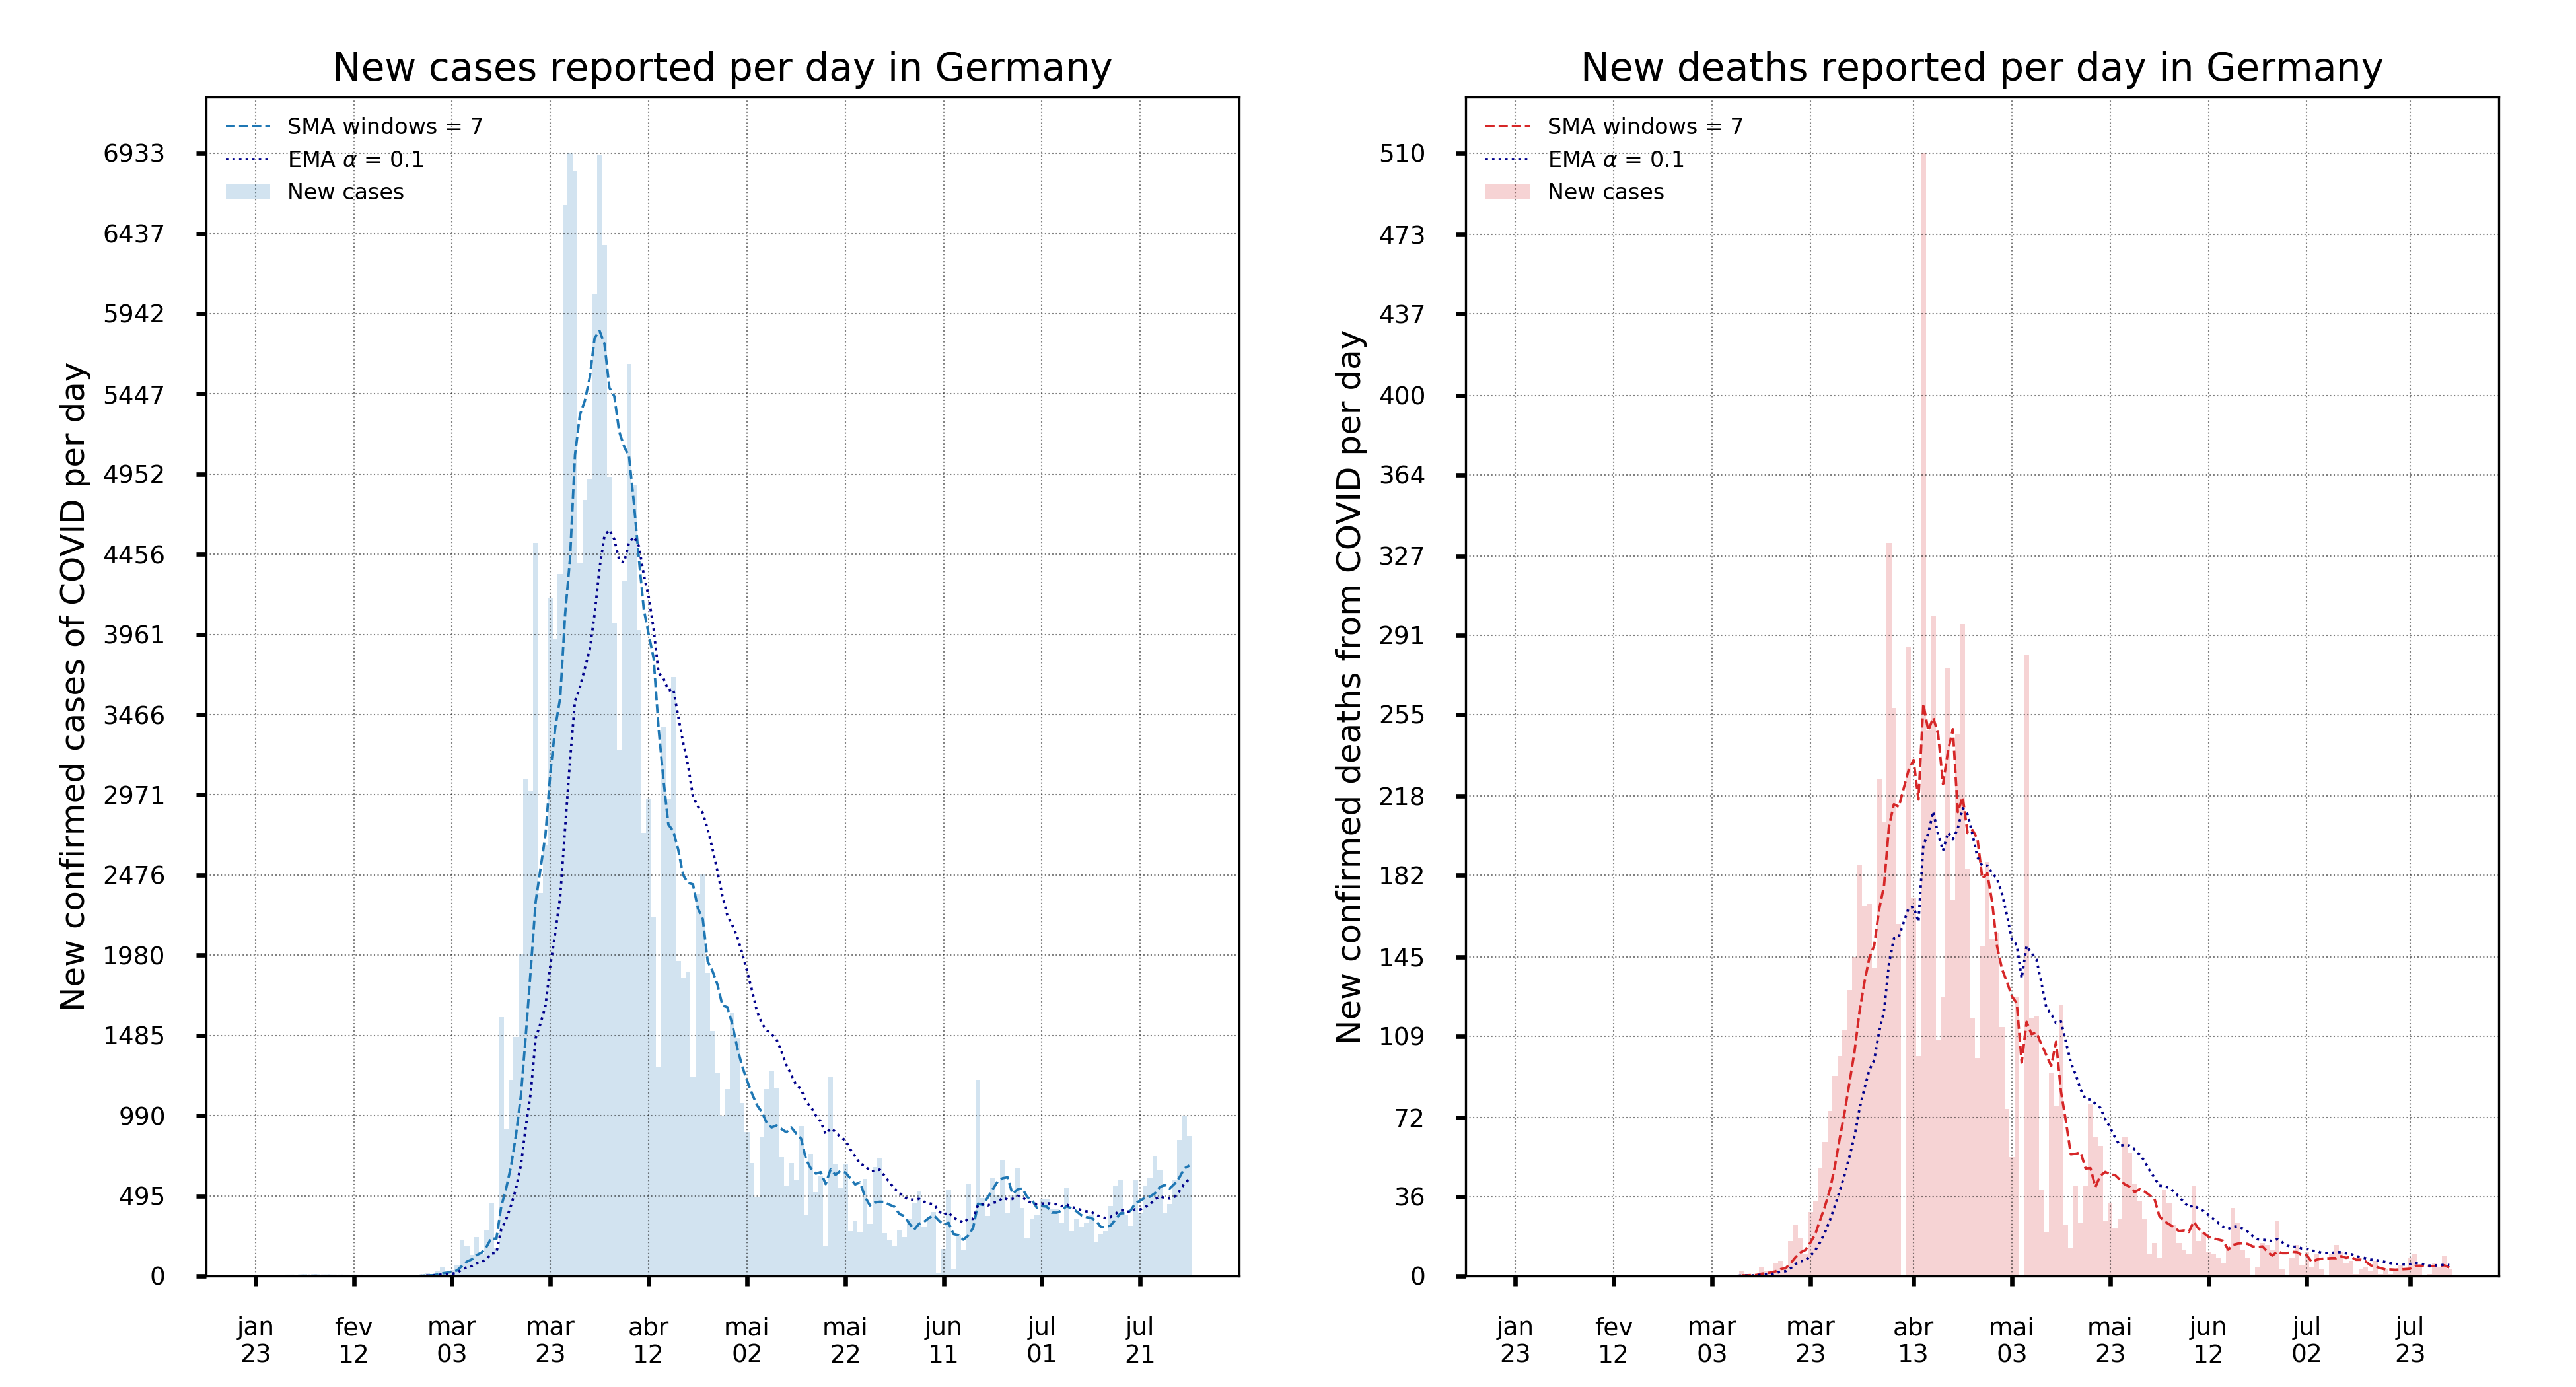 New cases reported per day in Germany
New confirmed cases of COVID per day
SMA windows = 7
EMA α = 0.1
New cases
6933
6437
5942
5447
4952
4456
3961
3466
2971
2476
1980
1485
990
495
0
jan fev mar mar abr mai mai jun jul jul
23 12 03 23 12 02 22 11 01 21
New deaths reported per day in Germany
New confirmed deaths from COVID per day
SMA windows = 7
EMA α = 0.1
New cases
510
473
437
400
364
327
291
255
218
182
145
109
72
36
0
jan fev mar mar abr mai mai jun jul jul
23 12 03 23 13 03 23 12 02 23